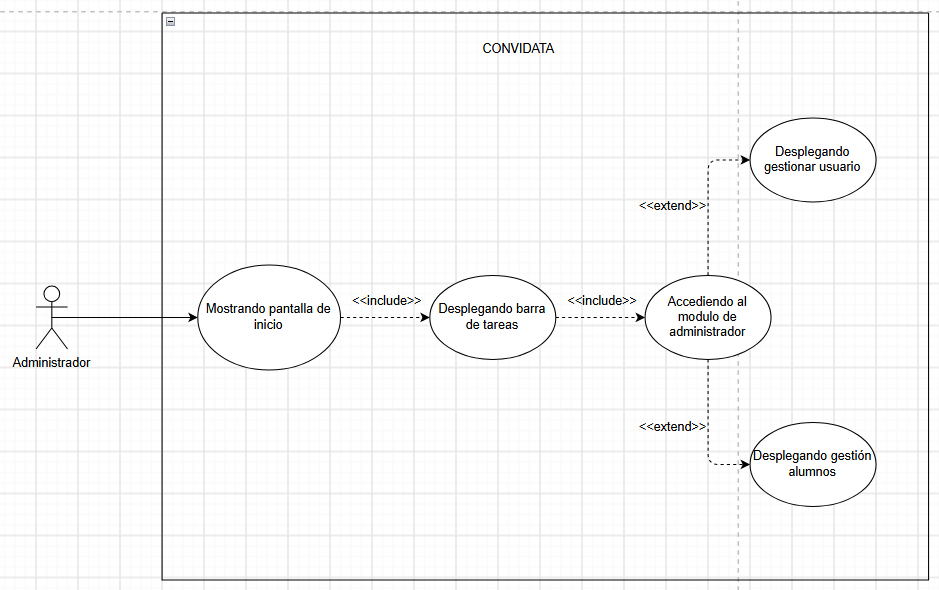 CONVIDATA
Desplegando
gestionar usuario
<<extend>>
Mostrando pantalla de
inicio
<<include>>
Desplegando barra
de tareas
<<include>>
Accediendo al
modulo de
administrador
Administrador
<<extend>>
Desplegando gestión
alumnos